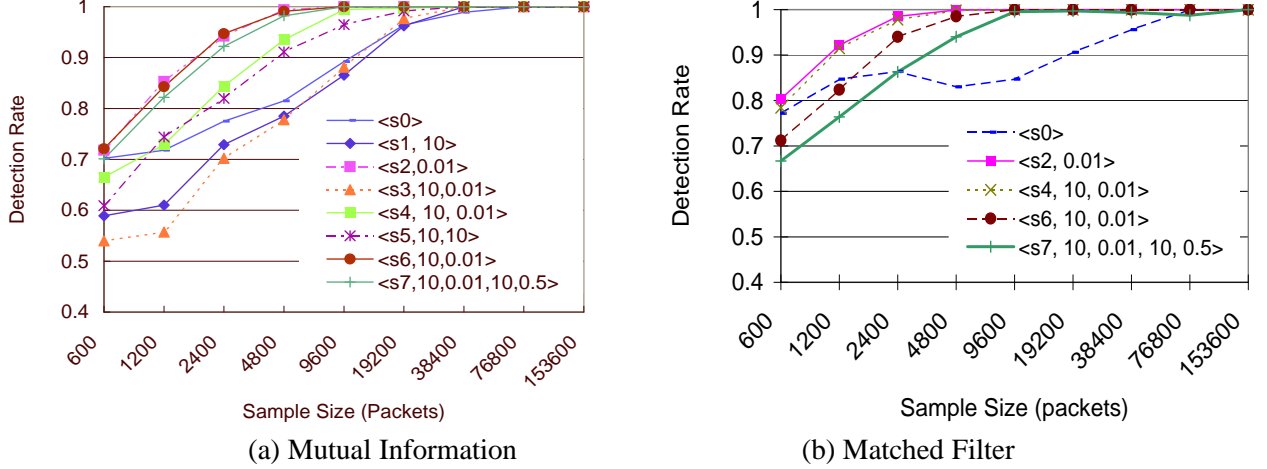 1
0.9
0.8
0.7
0.6
0.5
0.4
Detection Rate
<s0>
<s1, 10>
<s2,0.01>
<s3,10,0.01>
<s4, 10, 0.01>
<s5,10,10>
<s6,10,0.01>
<s7,10,0.01,10,0.5>
600
1200
2400
4800
9600
19200
38400
76800
153600
Sample Size (Packets)
(a) Mutual Information
1
0.9
0.8
0.7
0.6
0.5
0.4
Detection Rate
<s0>
<s2, 0.01>
<s4, 10, 0.01>
<s6, 10, 0.01>
<s7, 10, 0.01, 10, 0.5>
600
1200
2400
4800
9600
19200
38400
76800
153600
Sample Size (packets)
(b) Matched Filter